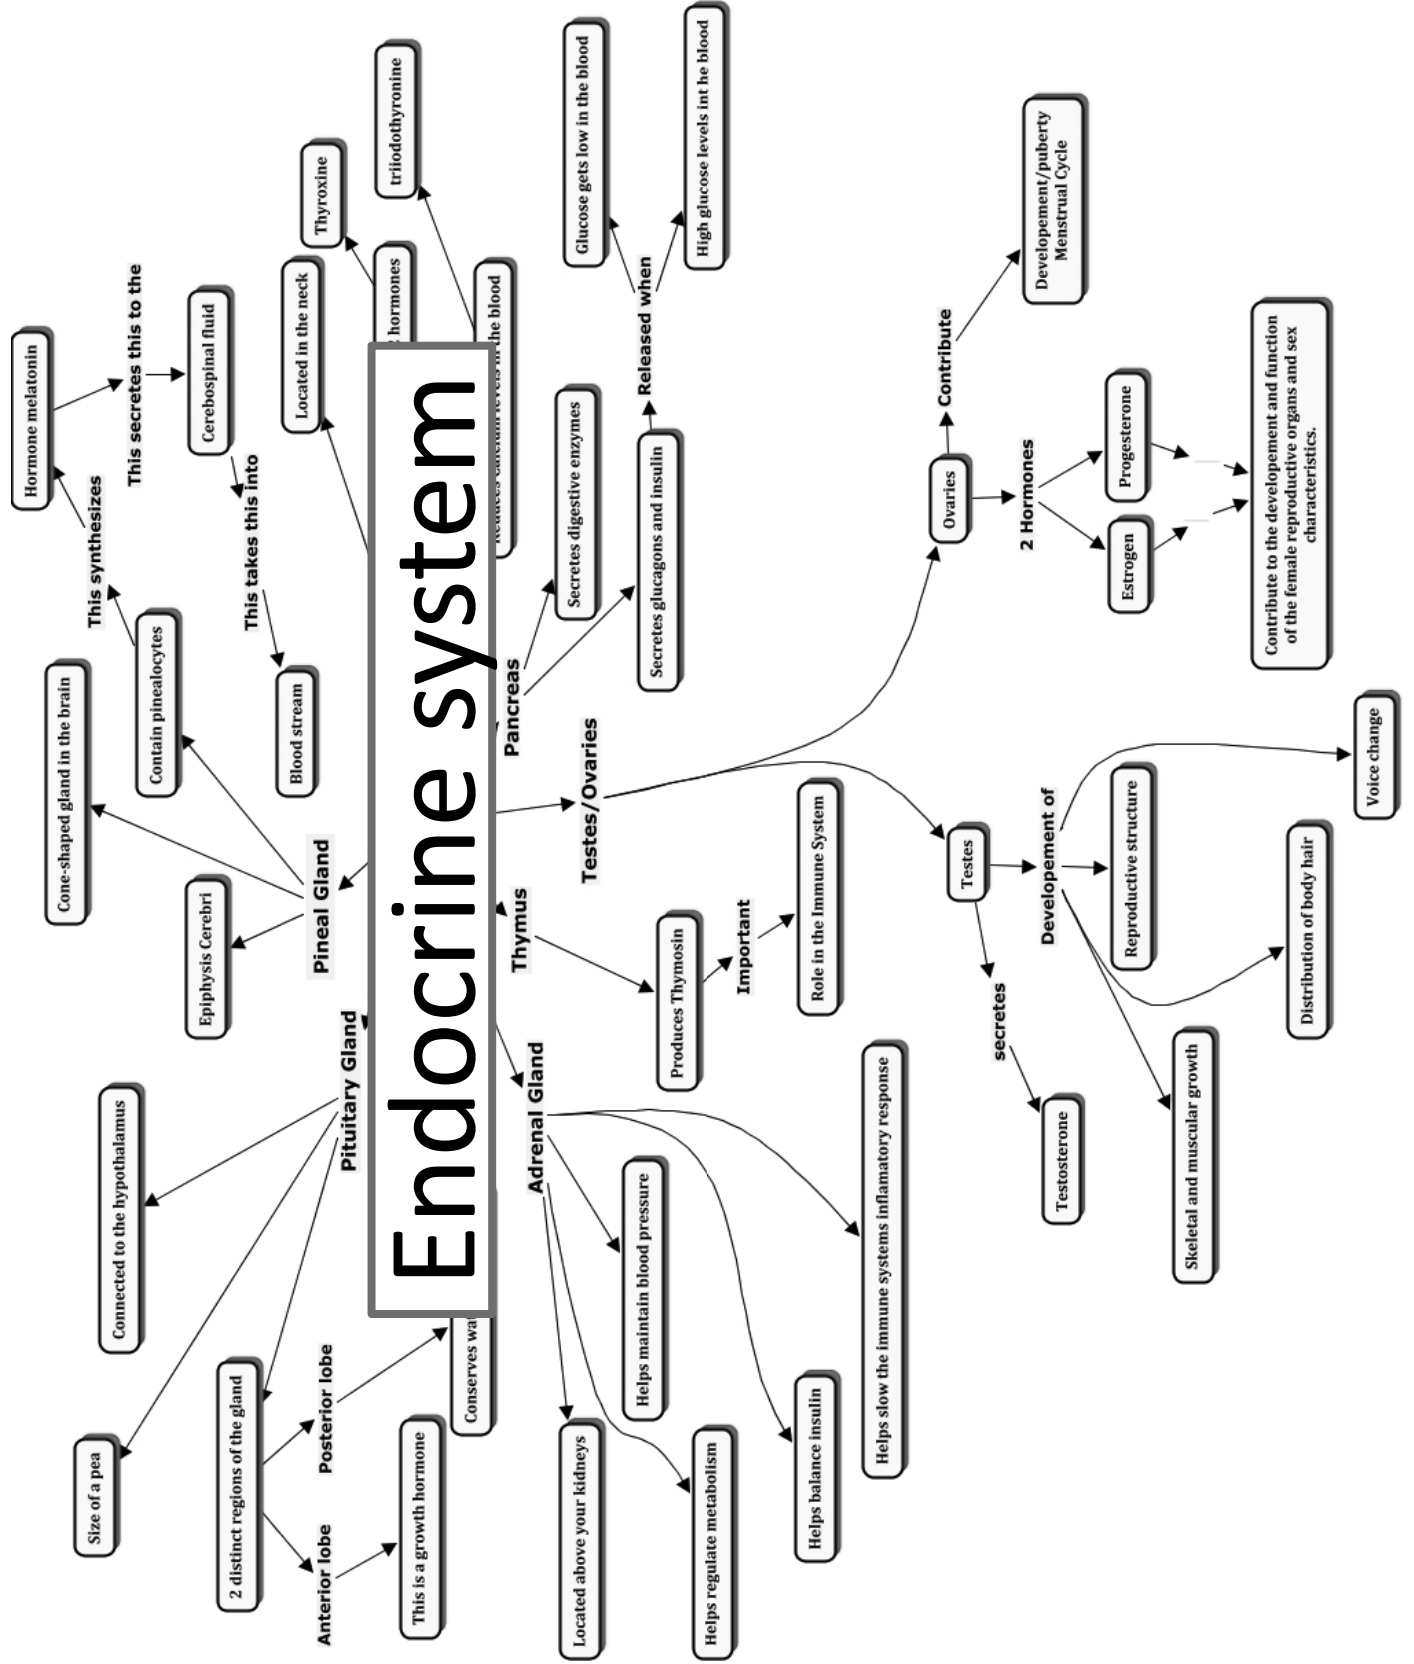 Endocrine system
Size of a pea
Connected to the hypothalamus
2 distinct regions of the gland
Anterior lobe
Posterior lobe
This is a growth hormone
Conserves
Pituitary Gland
Pineal Gland
Epiphysis Cerebri
Cone-shaped gland in the brain
Contain pinealocytes
This synthesizes
Hormone melatonin
This secretes this to the
Cerebospinal fluid
This takes this into
Blood stream
Located in the neck
hormones
Thyroxine
triiodothyronine
levels in the blood
Pancreas
Secretes digestive enzymes
Secretes glucagons and insulin
Released when
Glucose gets low in the blood
High glucose levels int he blood
Adrenal Gland
Located above your kidneys
Helps regulate metabolism
Helps maintain blood pressure
Helps balance insulin
Helps slow the immune systems inflamatory response
Thymus
Produces Thymosin
Important
Role in the Immune System
Testes/Ovaries
Testes
secretes
Testosterone
Developement of
Skeletal and muscular growth
Distribution of body hair
Reproductive structure
Voice change
Ovaries
Contribute
Developement/puberty
Menstrual Cycle
2 Hormones
Estrogen
Progesterone
Contribute to the developement and function
of the female reproductive organs and sex
characteristics.